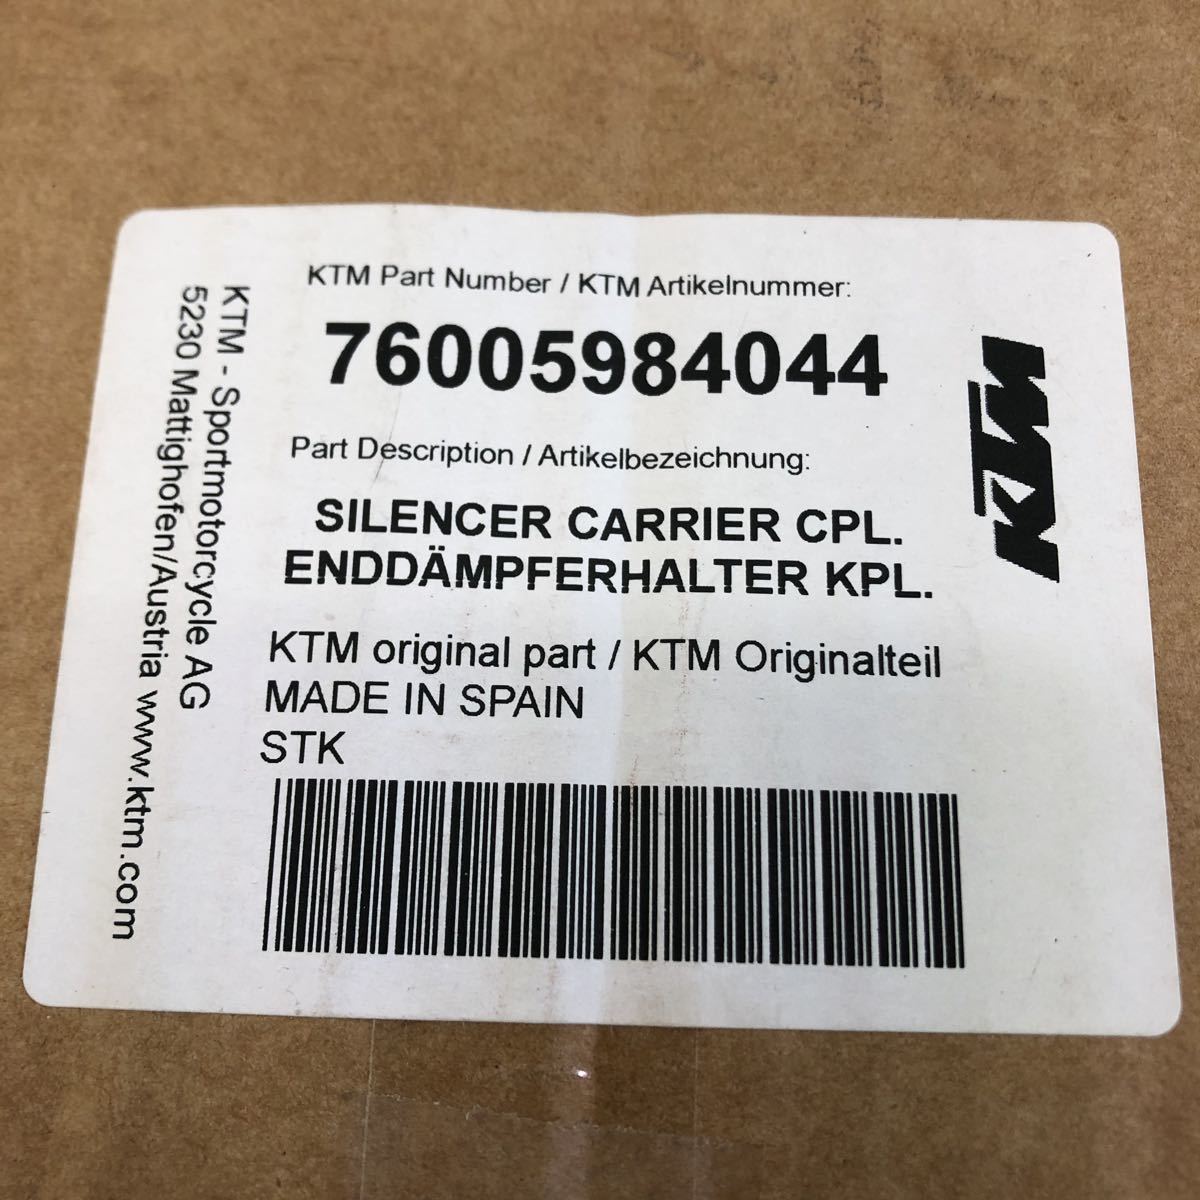 KTM Part Number / KTM Artikelnummer:
76005984044
Part Description / Artikelbezeichnung:
SILENCER CARRIER CPL.
ENDDÄMPFERHALTER KPL.
KTM original part / KTM Originalteil
MADE IN SPAIN
STK
KTM - Sportmotorcycle AG
5230 Mattighofen/Austria www.ktm.com
KTM